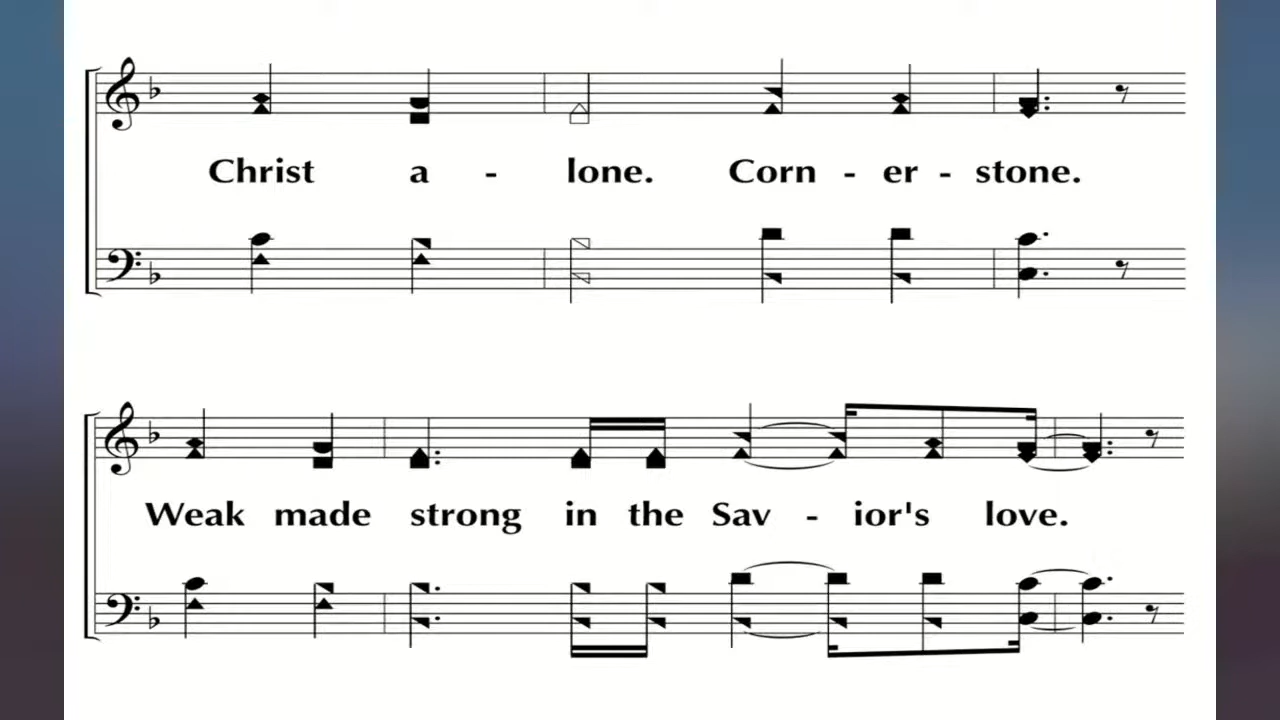 Christ a - lone. Corn - er - stone.
Weak made strong in the Sav - ior's love.